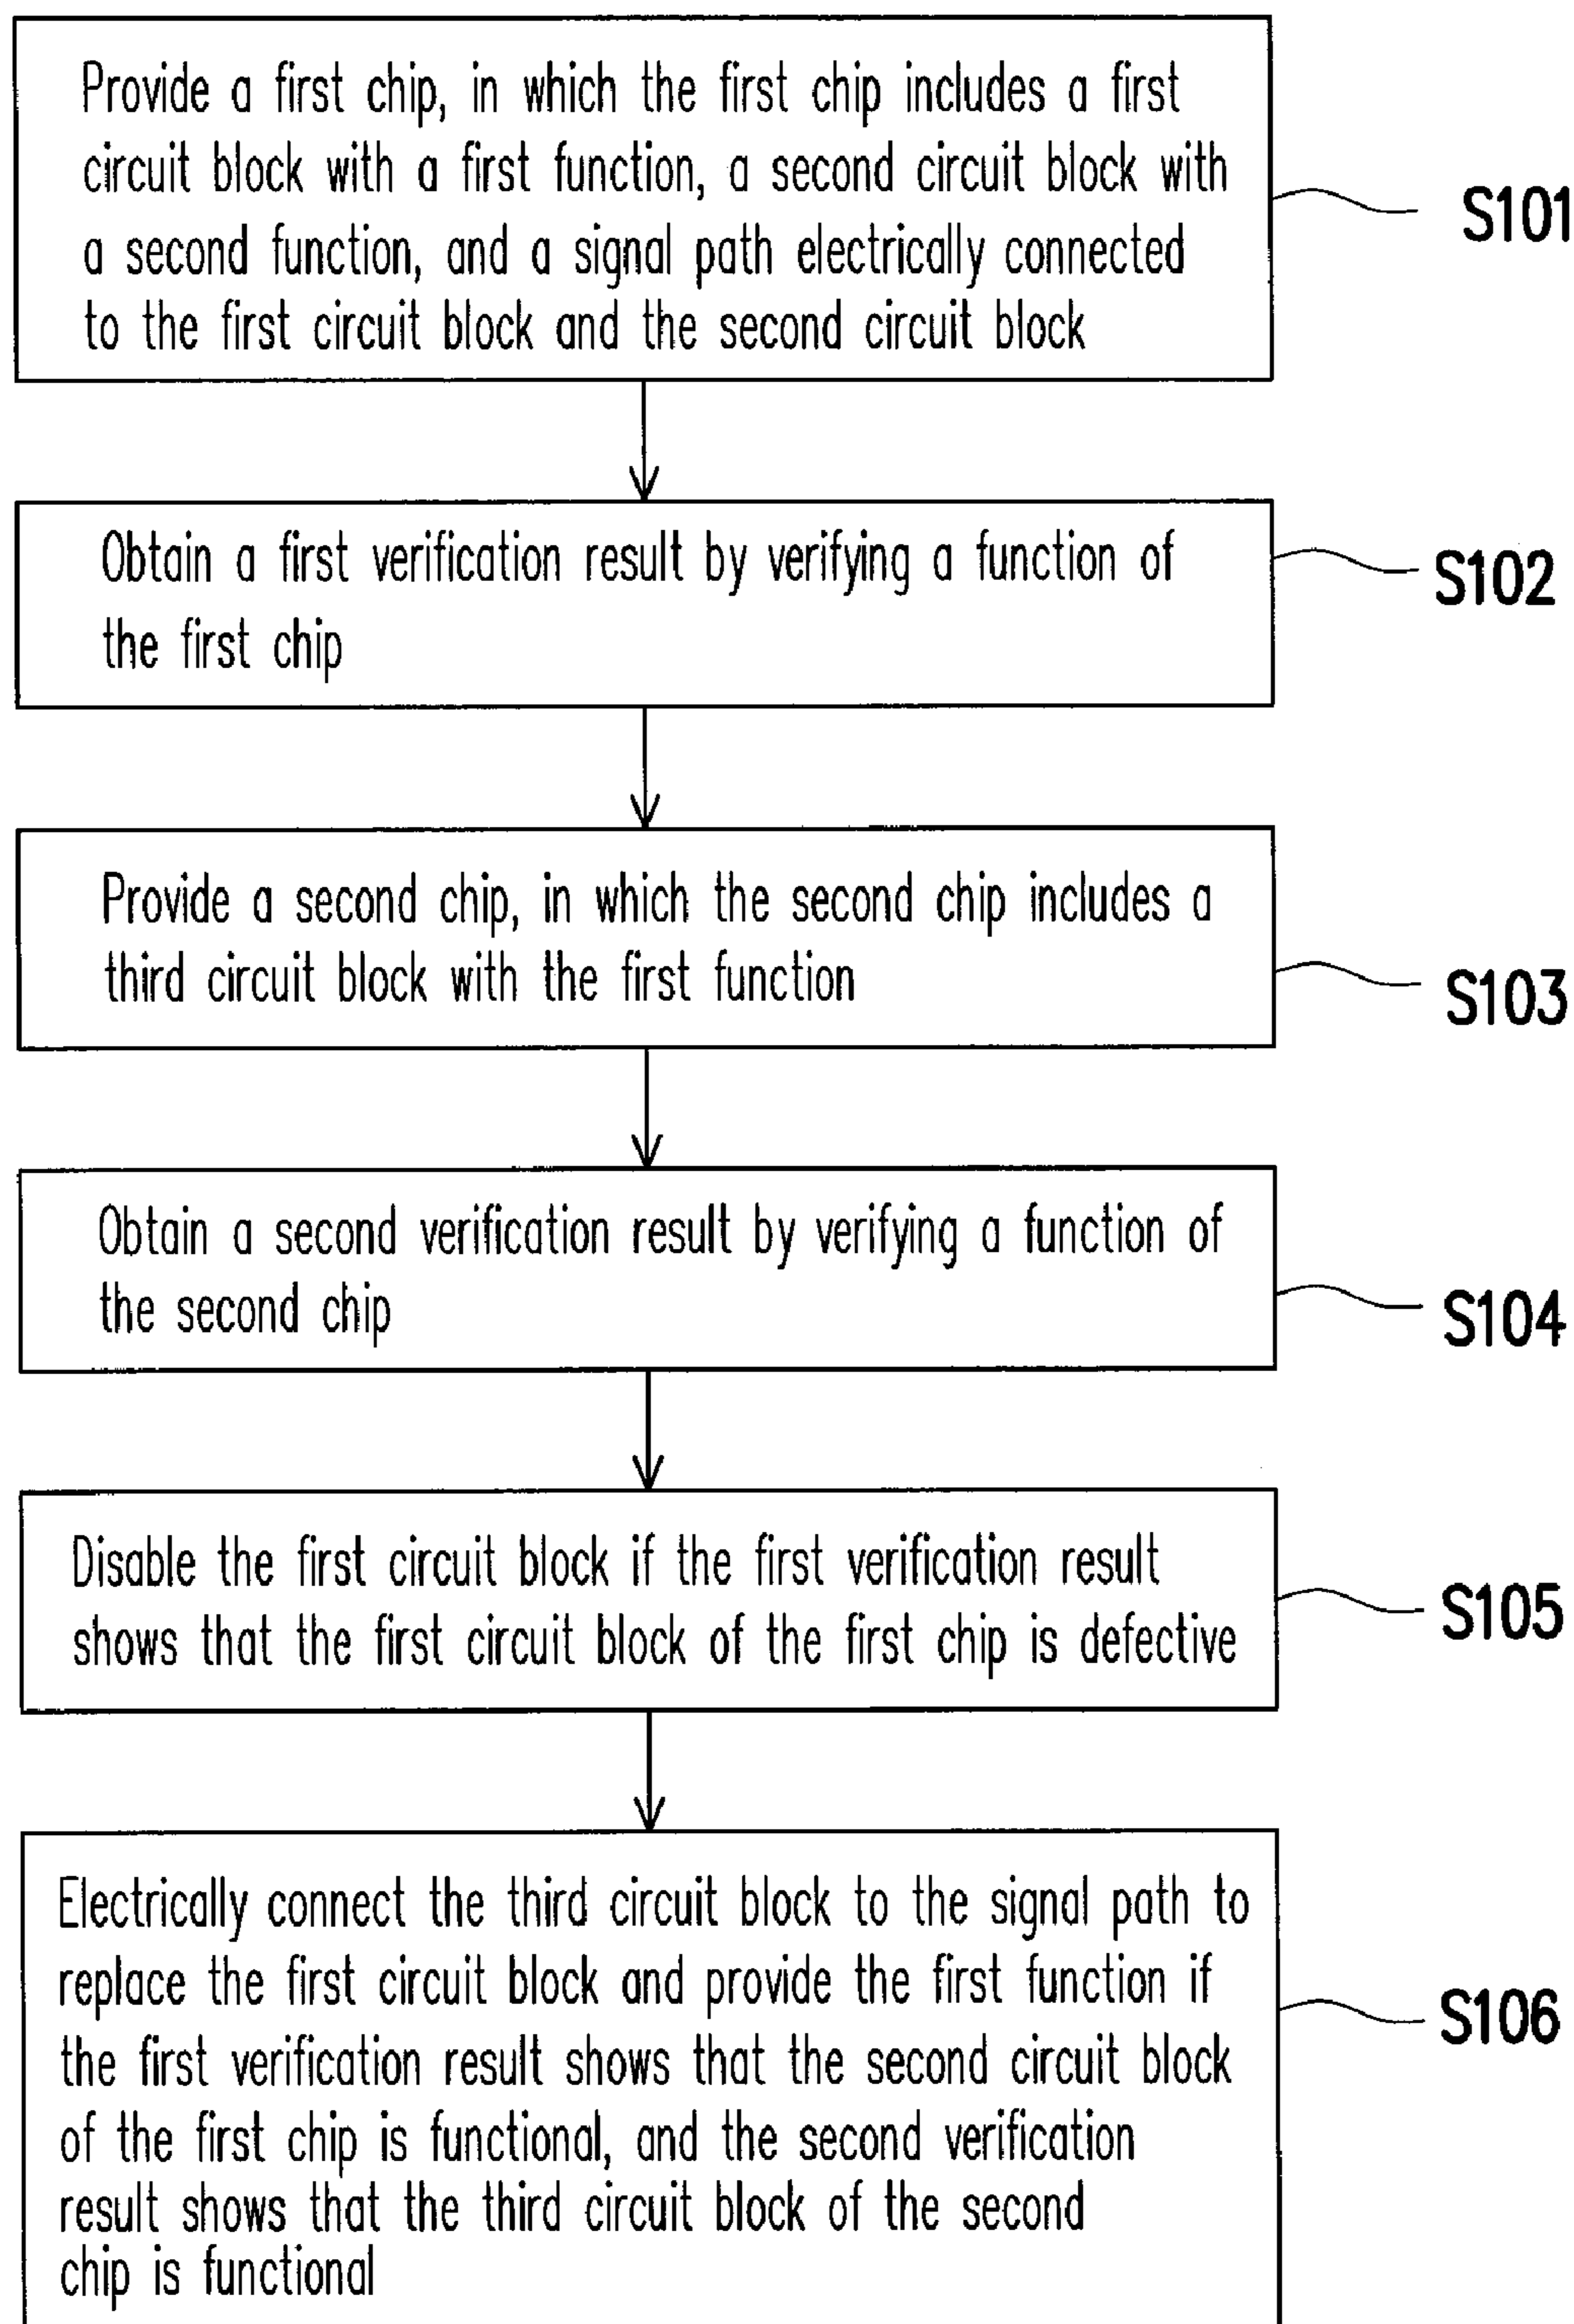 Provide a first chip, in which the first chip includes a first
circuit block with a first function, a second circuit block with
a second function, and a signal path electrically connected
to the first circuit block and the second circuit block
S101
Obtain a first verification result by verifying a function of
the first chip
S102
Provide a second chip, in which the second chip includes a
third circuit block with the first function
S103
Obtain a second verification result by verifying a function of
the second chip
S104
Disable the first circuit block if the first verification result
shows that the first circuit block of the first chip is defective
S105
Electrically connect the third circuit block to the signal path to
replace the first circuit block and provide the first function if
the first verification result shows that the second circuit block
of the first chip is functional, and the second verification
result shows that the third circuit block of the second
chip is functional
S106